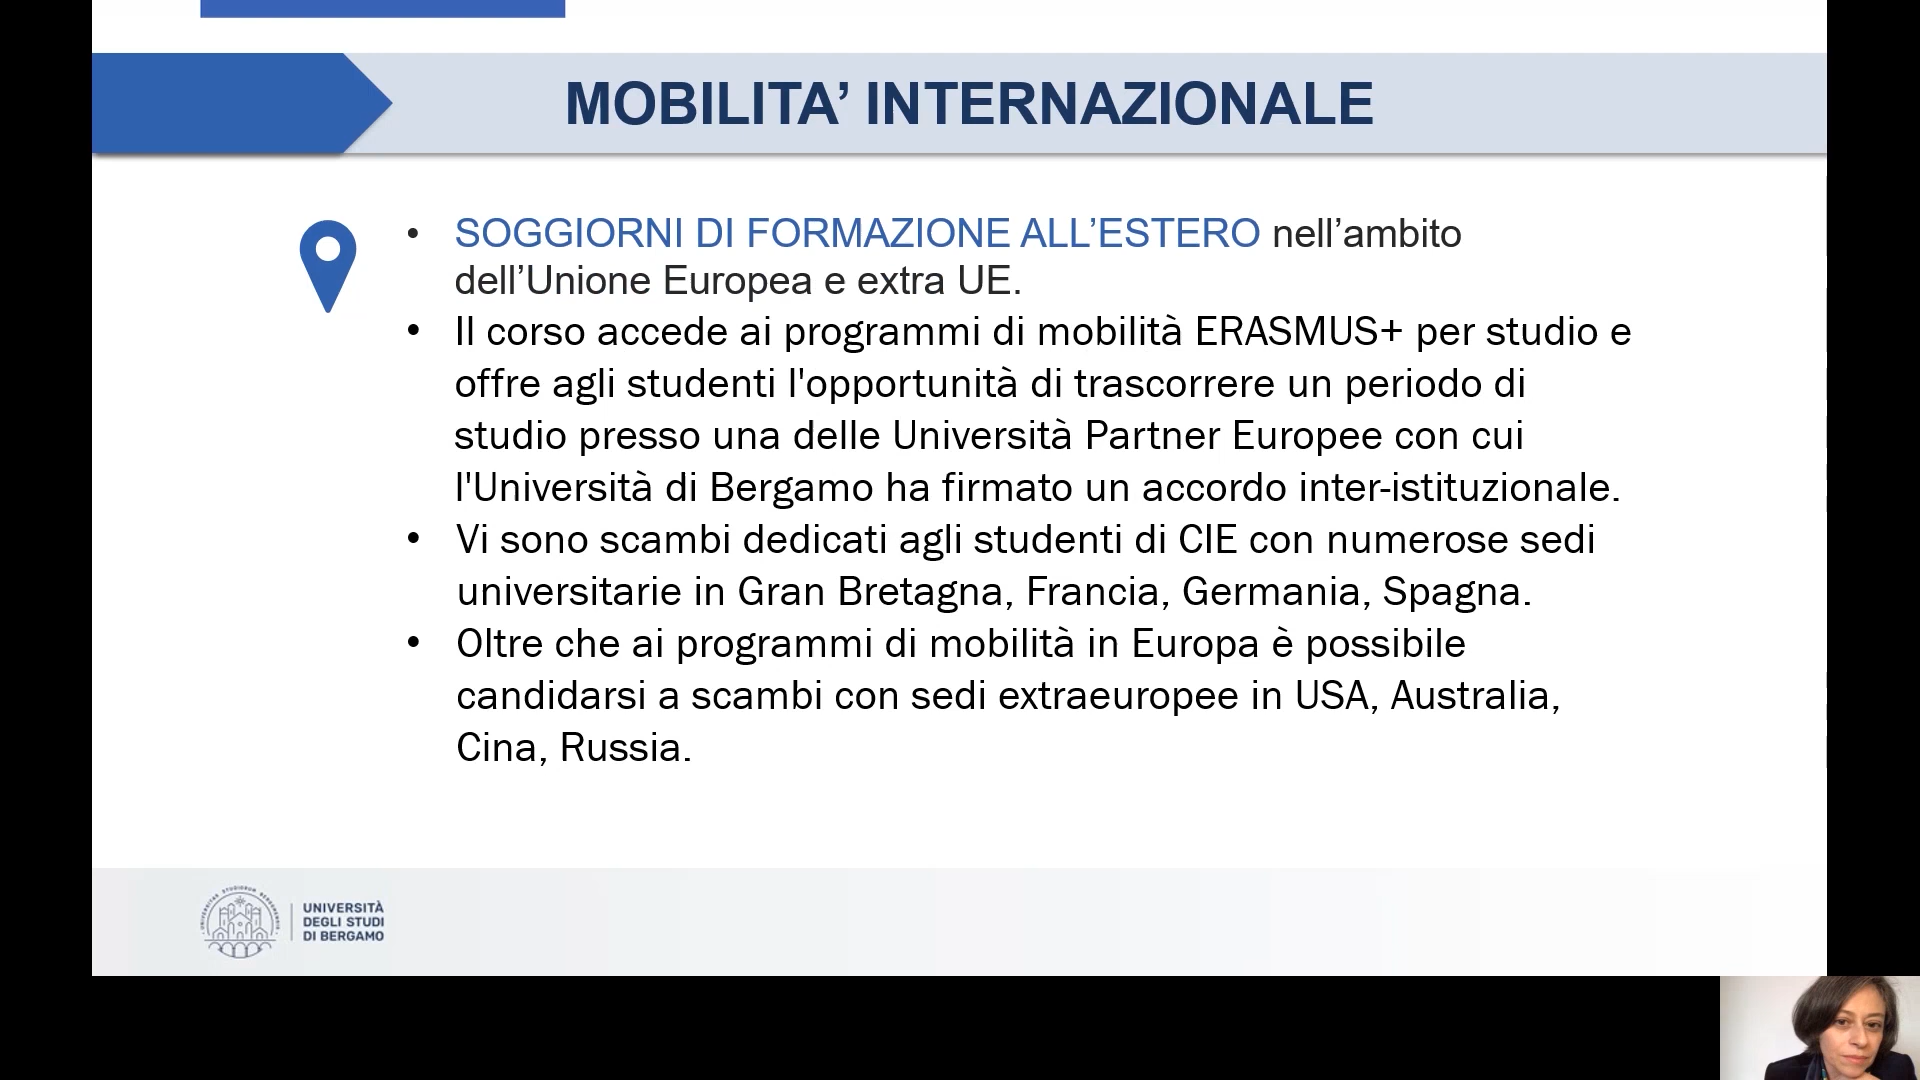 MOBILITA’ INTERNAZIONALE
• SOGGIORNI DI FORMAZIONE ALL’ESTERO nell’ambito
dell’Unione Europea e extra UE.
• Il corso accede ai programmi di mobilità ERASMUS+ per studio e
offre agli studenti l'opportunità di trascorrere un periodo di
studio presso una delle Università Partner Europee con cui
l'Università di Bergamo ha firmato un accordo inter-istituzionale.
• Vi sono scambi dedicati agli studenti di CIE con numerose sedi
universitarie in Gran Bretagna, Francia, Germania, Spagna.
• Oltre che ai programmi di mobilità in Europa è possibile
candidarsi a scambi con sedi extraeuropee in USA, Australia,
Cina, Russia.
UNIVERSITÀ
DEGLI STUDI
DI BERGAMO